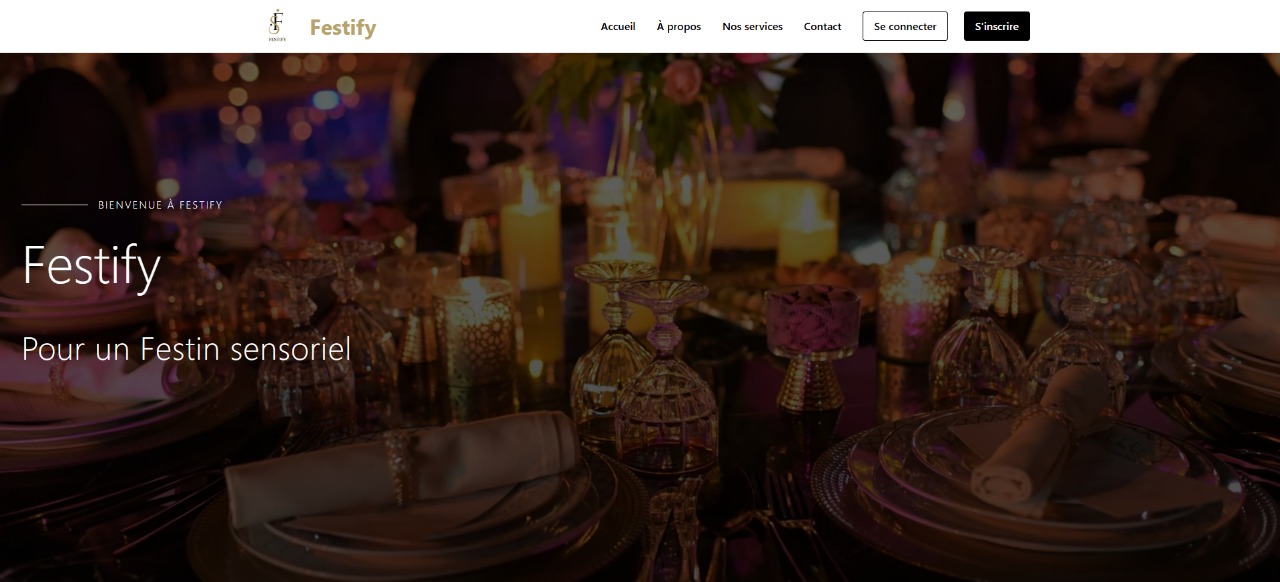 F
FESTIFY
Festify
Accueil À propos Nos services Contact Se connecter S'inscrire
BIENVENUE À FESTIFY
Festify
Pour un Festin sensoriel